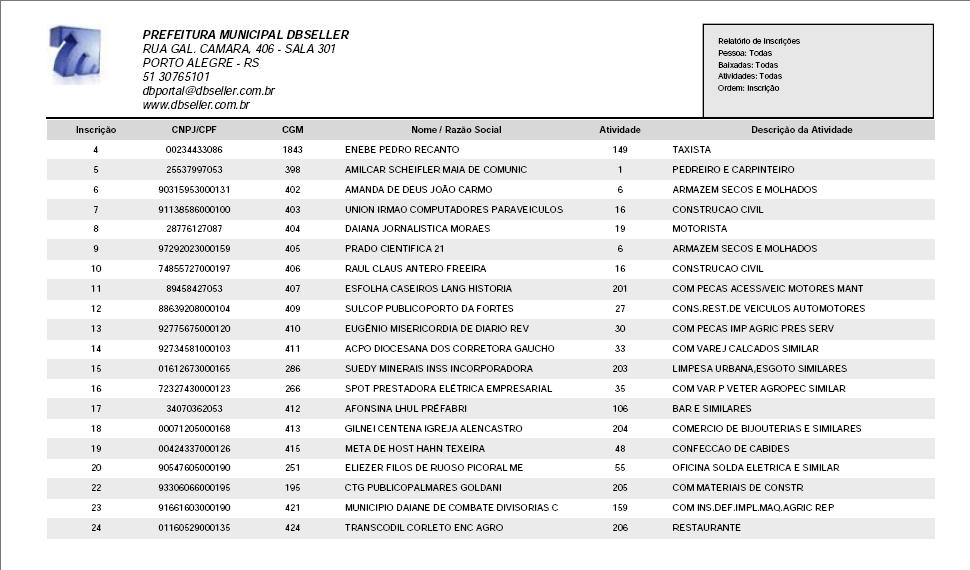 PREFEITURA MUNICIPAL DBSELLER
RUA GAL. CAMARA, 406 - SALA 301
PORTO ALEGRE - RS
51 30765101
dbportal@dbseller.com.br
www.dbseller.com.br
Relatório de Inscrições
Pessoa: Todas
Baixadas: Todas
Atividades: Todas
Ordem: Inscrição
Inscrição CNPJ/CPF CGM Nome / Razão Social Atividade Descrição da Atividade
4 00234433086 1843 ENEBE PEDRO RECANTO 149 TAXISTA
5 25537997053 398 AMILCAR SCHEIFLER MAIA DE COMUNIC 1 PEDREIRO E CARPINTEIRO
6 90315953000131 402 AMANDA DE DEUS JOÃO CARMO 6 ARMAZEM SECOS E MOLHADOS
7 91138586000100 403 UNION IRMAO COMPUTADORES PARAVEICULOS 16 CONSTRUCAO CIVIL
8 28776127087 404 DAIANA JORNALISTICA MORAES 19 MOTORISTA
9 97292023000159 405 PRADO CIENTIFICA 21 6 ARMAZEM SECOS E MOLHADOS
10 74855727000197 406 RAUL CLAUS ANTERO FREEIRA 16 CONSTRUCAO CIVIL
11 89458427053 407 ESFOLHA CASEIROS LANG HISTORIA 201 COM PECAS ACESS/VEIC MOTORES MANT
12 88639208000104 409 SULCOP PUBLICOPORTO DA FORTES 27 CONS.REST.DE VEICULOS AUTOMOTORES
13 92775675000120 410 EUGÊNIO MISERICORDIA DE DIARIO REV 30 COM PECAS IMP AGRIC PRES SERV
14 92734581000103 411 ACPO DIOCESANA DOS CORRETORA GAUCHO 33 COM VAREJ CALCADOS SIMILAR
15 01612673000165 286 SUEDY MINERAIS INSS INCORPORADORA 203 LIMPESA URBANA,ESGOTO SIMILARES
16 72327430000123 266 SPOT PRESTADORA ELÉTRICA EMPRESARIAL 35 COM VAR P VETER AGROPEC SIMILAR
17 34070362053 412 AFONSINA LHUL PRÉFABRI 106 BAR E SIMILARES
18 00071205000168 413 GILNEI CENTENA IGREJA ALENCASTRO 204 COMERCIO DE BIJOUTERIAS E SIMILARES
19 00424337000126 415 META DE HOST HAHN TEXEIRA 48 CONFECCAO DE CABIDES
20 90547605000190 251 ELIEZER FILOS DE RUOSO PICORAL ME 55 OFICINA SOLDA ELETRICA E SIMILAR
22 93306066000195 195 CTG PUBLICOPALMARES GOLDANI 205 COM MATERIAIS DE CONSTR
23 91661603000190 421 MUNICIPIO DAIANE DE COMBATE DIVISORIAS C 159 COM INS.DEF.IMPL.MAQ.AGRIC REP
24 01160529000135 424 TRANSCODIL CORLETO ENC AGRO 206 RESTAURANTE